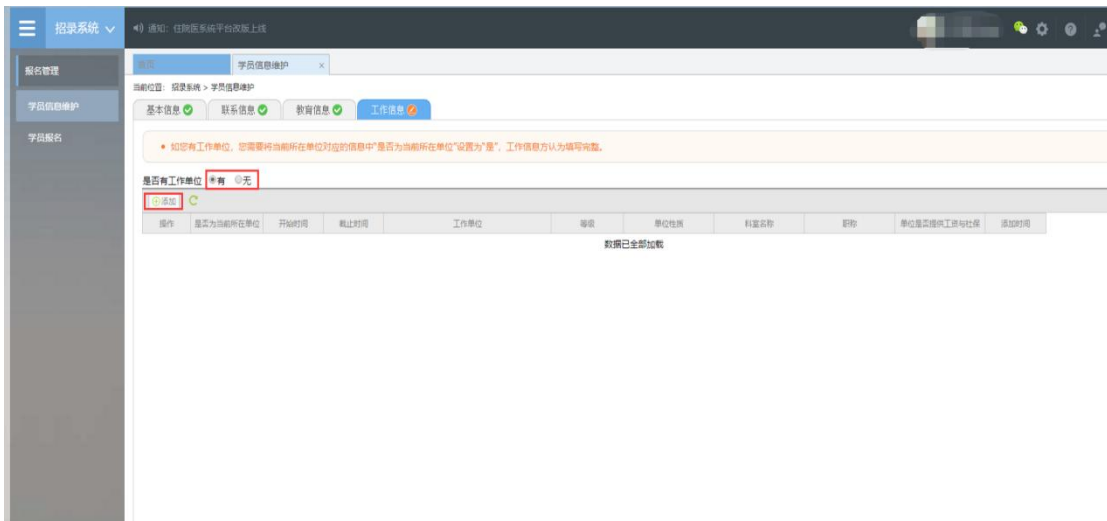 招录系统
通知：住院医系统平台改版上线
报名管理
学员信息维护
学员报名
首页
学员信息维护 ×
当前位置： 招录系统 > 学员信息维护
基本信息 联系信息 教育信息 工作信息
• 如您有工作单位，您需要将当前所在单位对应的信息中"是否为当前所在单位"设置为"是"，工作信息方认为填写完整。
是否有工作单位 有 无
添加
操作 是否为当前所在单位 开始时间 截止时间 工作单位 等级 单位性质 科室名称 职称 单位是否提供工资与社保 添加时间
数据已全部加载